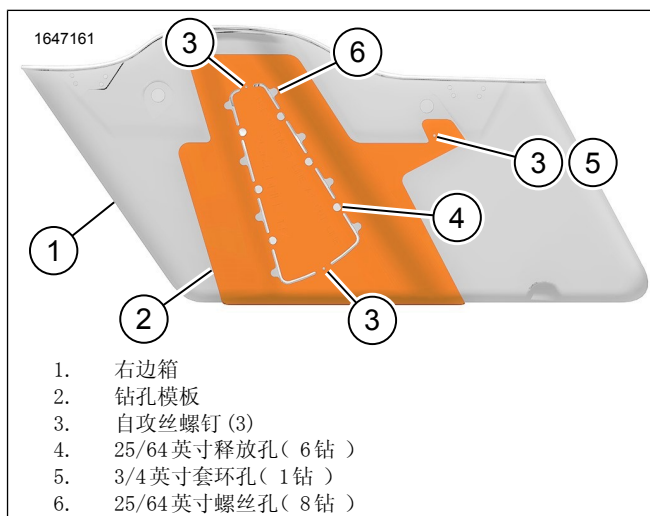 1647161
3
6
3
5
4
1
2
3
1. 右边箱
2. 钻孔模板
3. 自攻丝螺钉(3)
4. 25/64英寸释放孔( 6钻 )
5. 3/4英寸套环孔( 1钻 )
6. 25/64英寸螺丝孔( 8钻 )